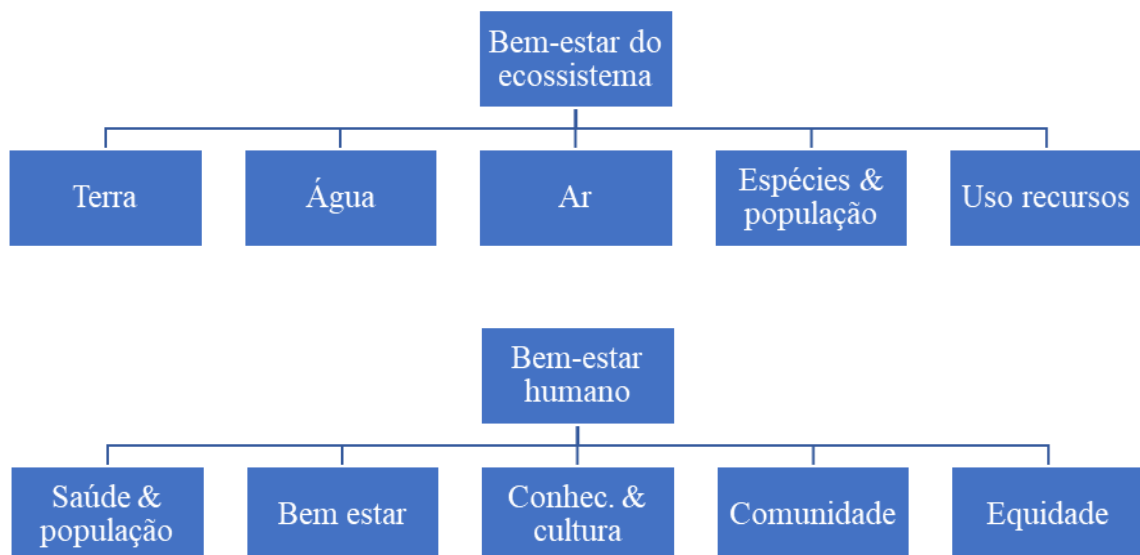 Bem-estar do
ecossistema
Terra
Água
Ar
Espécies &
população
Uso recursos
Bem-estar
humano
Saúde &
população
Bem estar
Conhec. &
cultura
Comunidade
Equidade